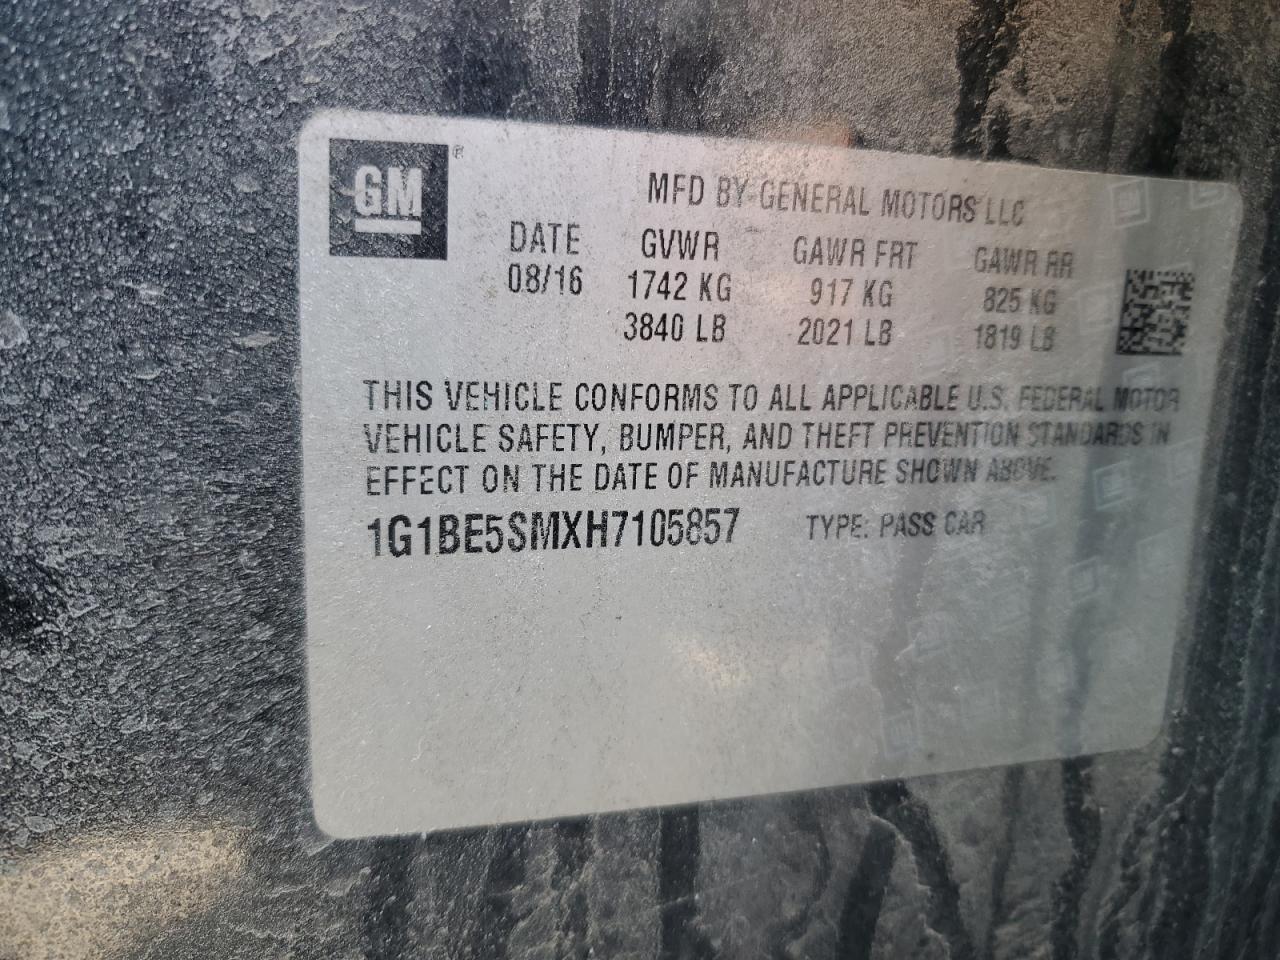 GM®
MFD BY GENERAL MOTORS LLC
DATE GVWR GAWR FRT GAWR RR
08/16 1742 KG 917 KG 825 KG
3840 LB 2021 LB 1819 LB
THIS VEHICLE CONFORMS TO ALL APPLICABLE U.S. FEDERAL MOTOR
VEHICLE SAFETY, BUMPER, AND THEFT PREVENTION STANDARDS IN
EFFECT ON THE DATE OF MANUFACTURE SHOWN ABOVE.
1G1BE5SMXH7105857 TYPE: PASS CAR